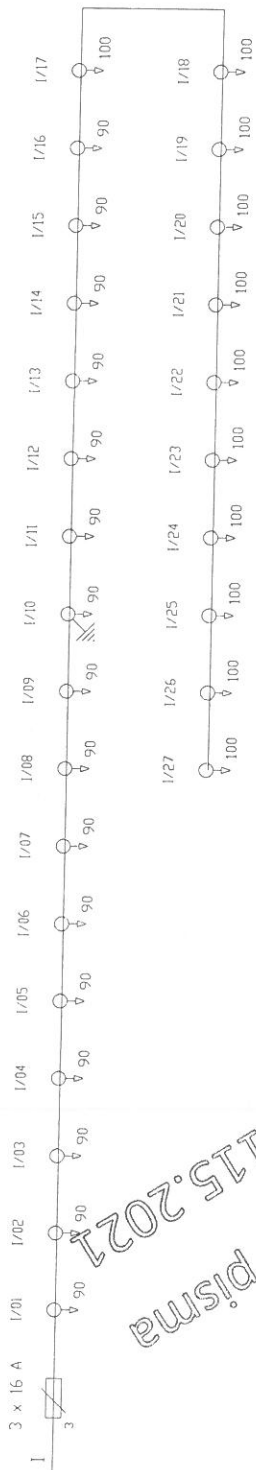 3 x 16 A
I
3
I/01 I/02 I/03 I/04 I/05 I/06 I/07 I/08 I/09 I/10 I/11 I/12 I/13 I/14 I/15 I/16 I/17
90 90 90 90 90 90 90 90 90 90 90 90 90 90 90 90 100
I/27 I/26 I/25 I/24 I/23 I/22 I/21 I/20 I/19 I/18
100 100 100 100 100 100 100 100 100 100
115.2021
pisma